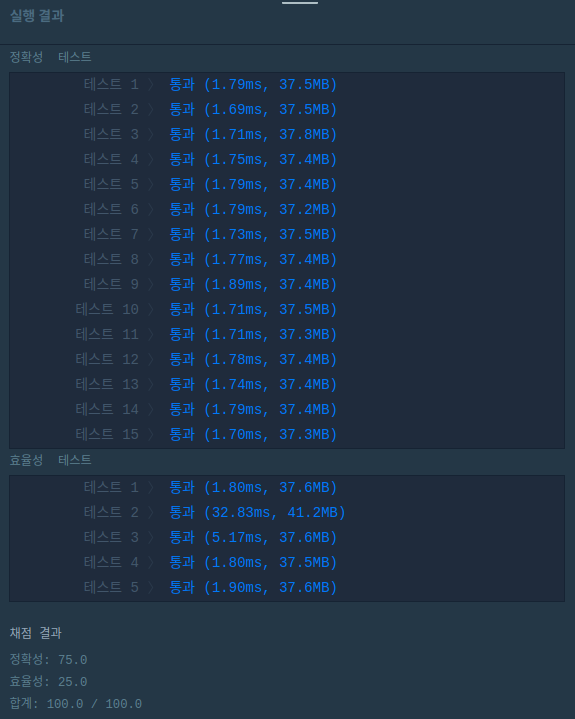 실행 결과
정확성 테스트
테스트 1 〉 통과 (1.79ms, 37.5MB)
테스트 2 〉 통과 (1.69ms, 37.5MB)
테스트 3 〉 통과 (1.71ms, 37.8MB)
테스트 4 〉 통과 (1.75ms, 37.4MB)
테스트 5 〉 통과 (1.79ms, 37.4MB)
테스트 6 〉 통과 (1.79ms, 37.2MB)
테스트 7 〉 통과 (1.73ms, 37.5MB)
테스트 8 〉 통과 (1.77ms, 37.4MB)
테스트 9 〉 통과 (1.89ms, 37.4MB)
테스트 10 〉 통과 (1.71ms, 37.5MB)
테스트 11 〉 통과 (1.71ms, 37.3MB)
테스트 12 〉 통과 (1.78ms, 37.4MB)
테스트 13 〉 통과 (1.74ms, 37.4MB)
테스트 14 〉 통과 (1.79ms, 37.4MB)
테스트 15 〉 통과 (1.70ms, 37.3MB)
효율성 테스트
테스트 1 〉 통과 (1.80ms, 37.6MB)
테스트 2 〉 통과 (32.83ms, 41.2MB)
테스트 3 〉 통과 (5.17ms, 37.6MB)
테스트 4 〉 통과 (1.80ms, 37.5MB)
테스트 5 〉 통과 (1.90ms, 37.6MB)
채점 결과
정확성: 75.0
효율성: 25.0
합계: 100.0 / 100.0